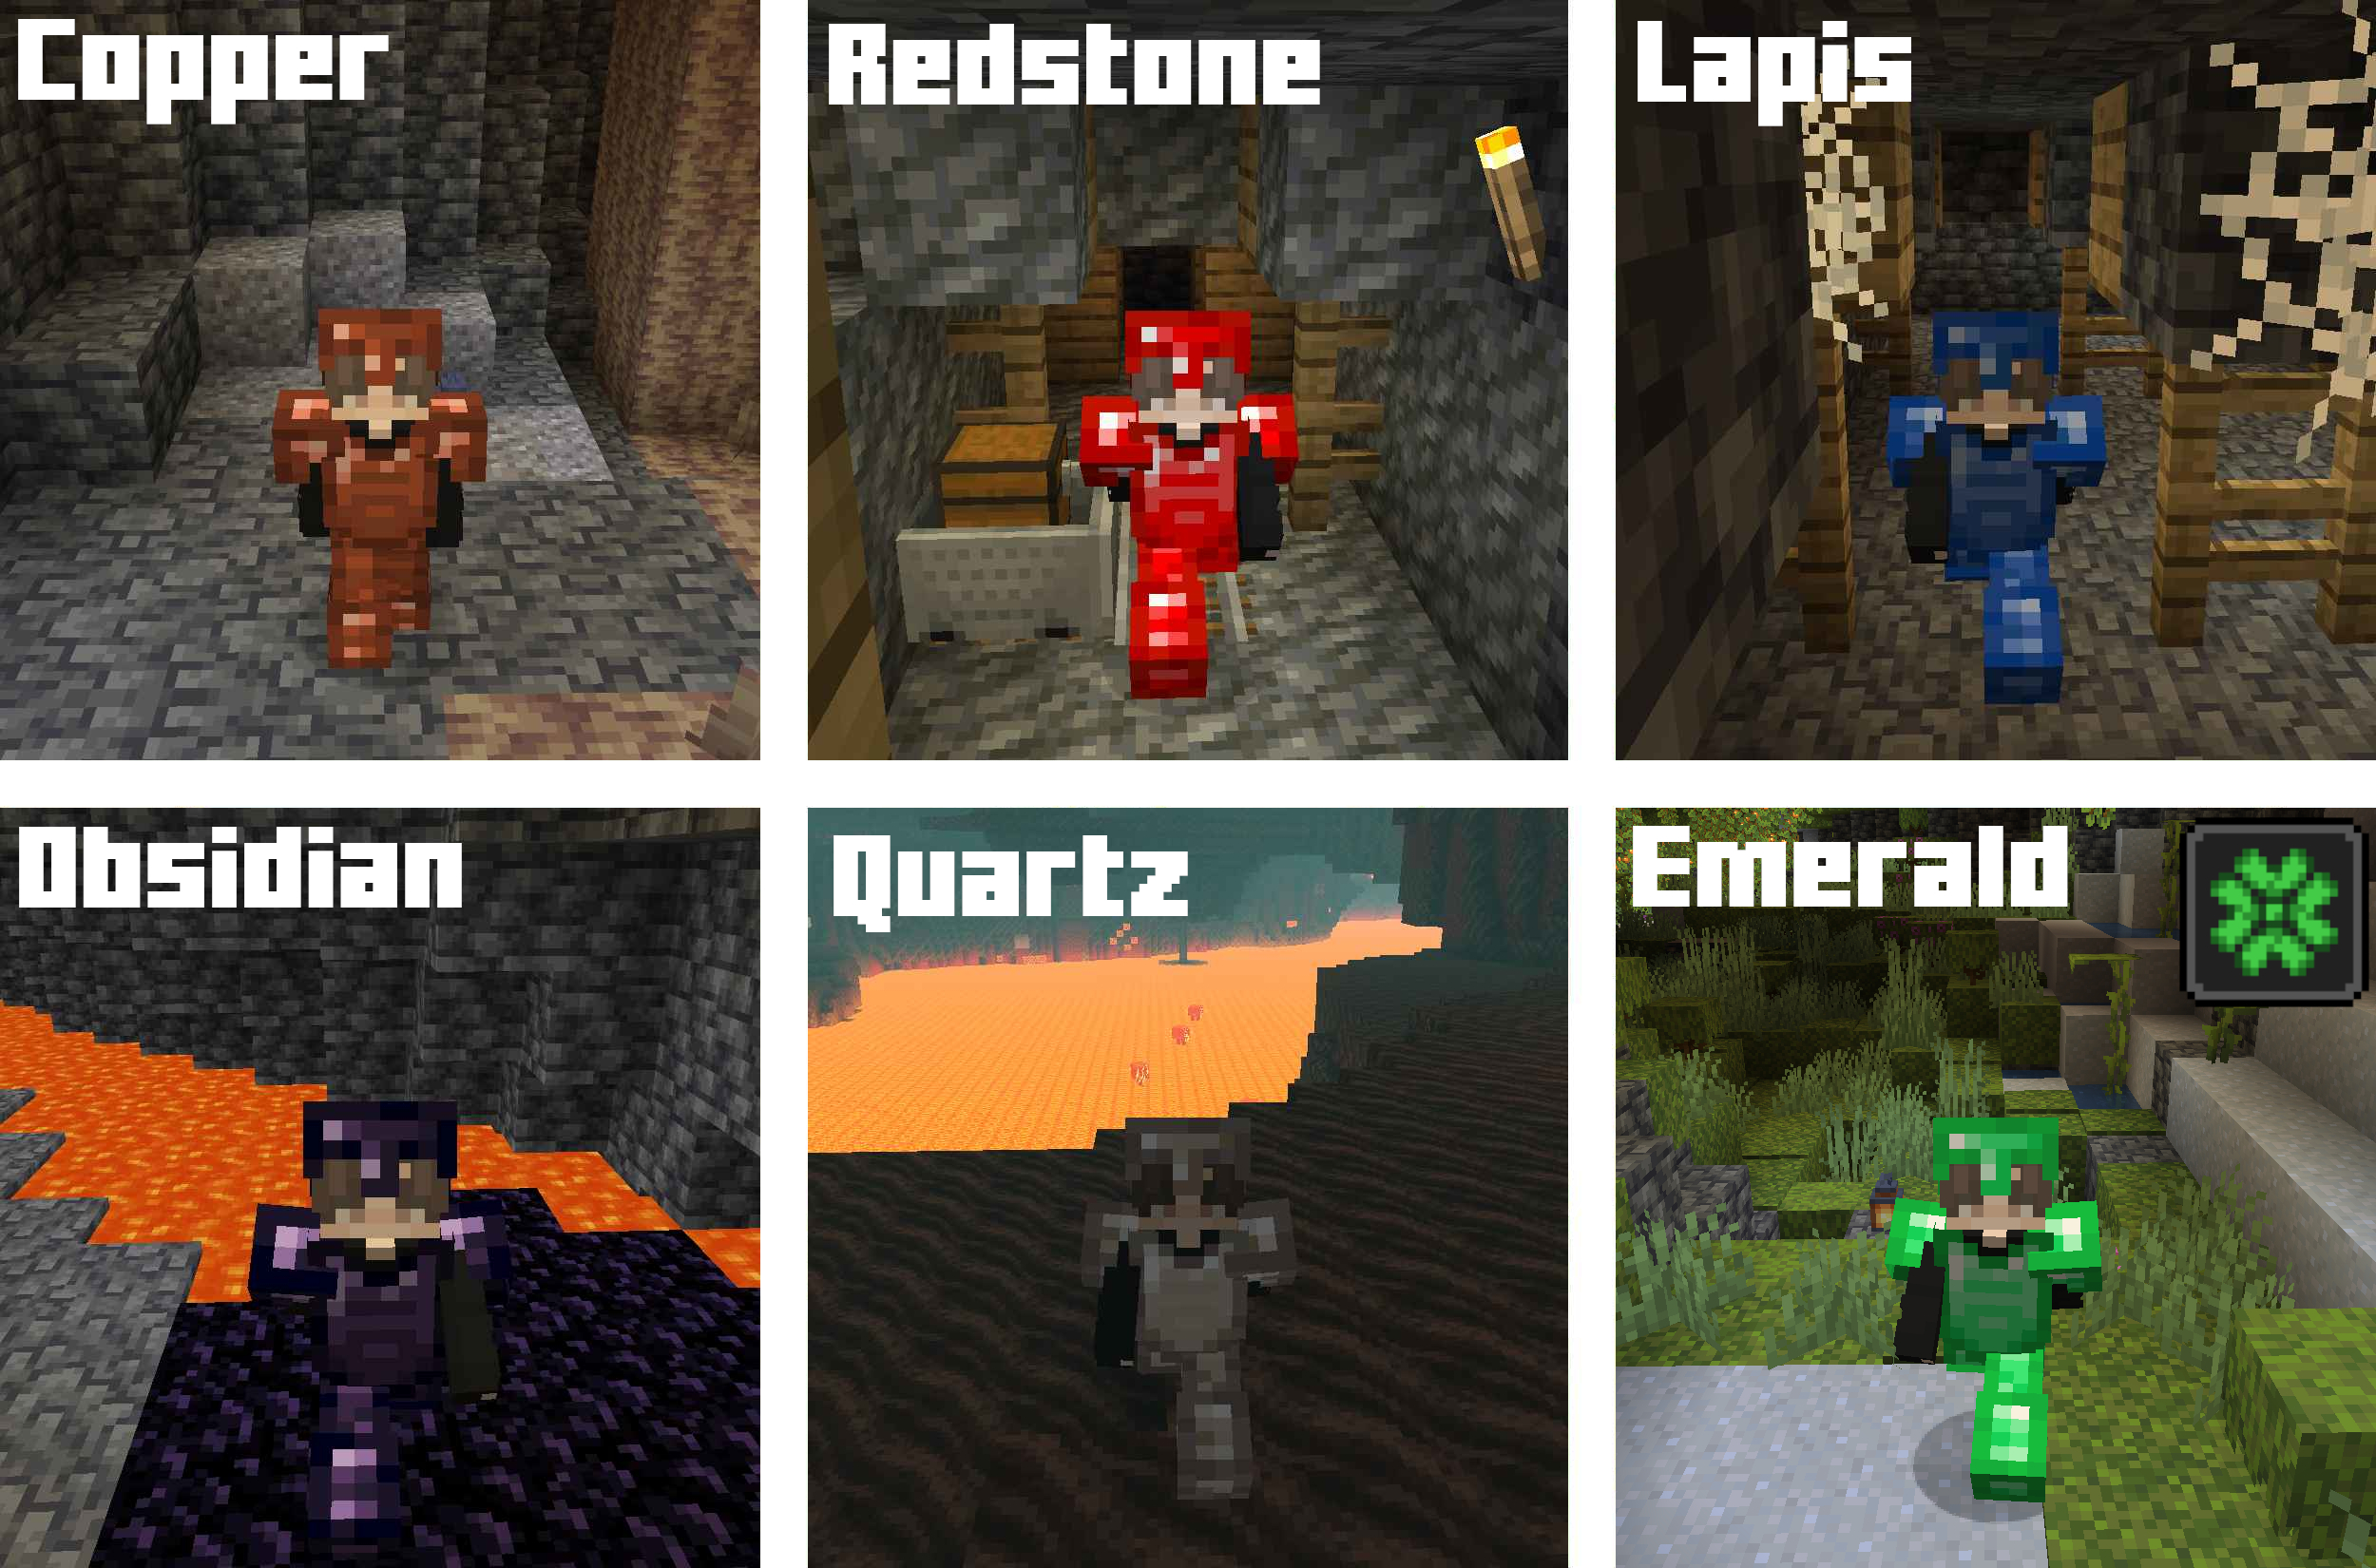 Copper
Redstone
Lapis
Obsidian
Quartz
Emerald